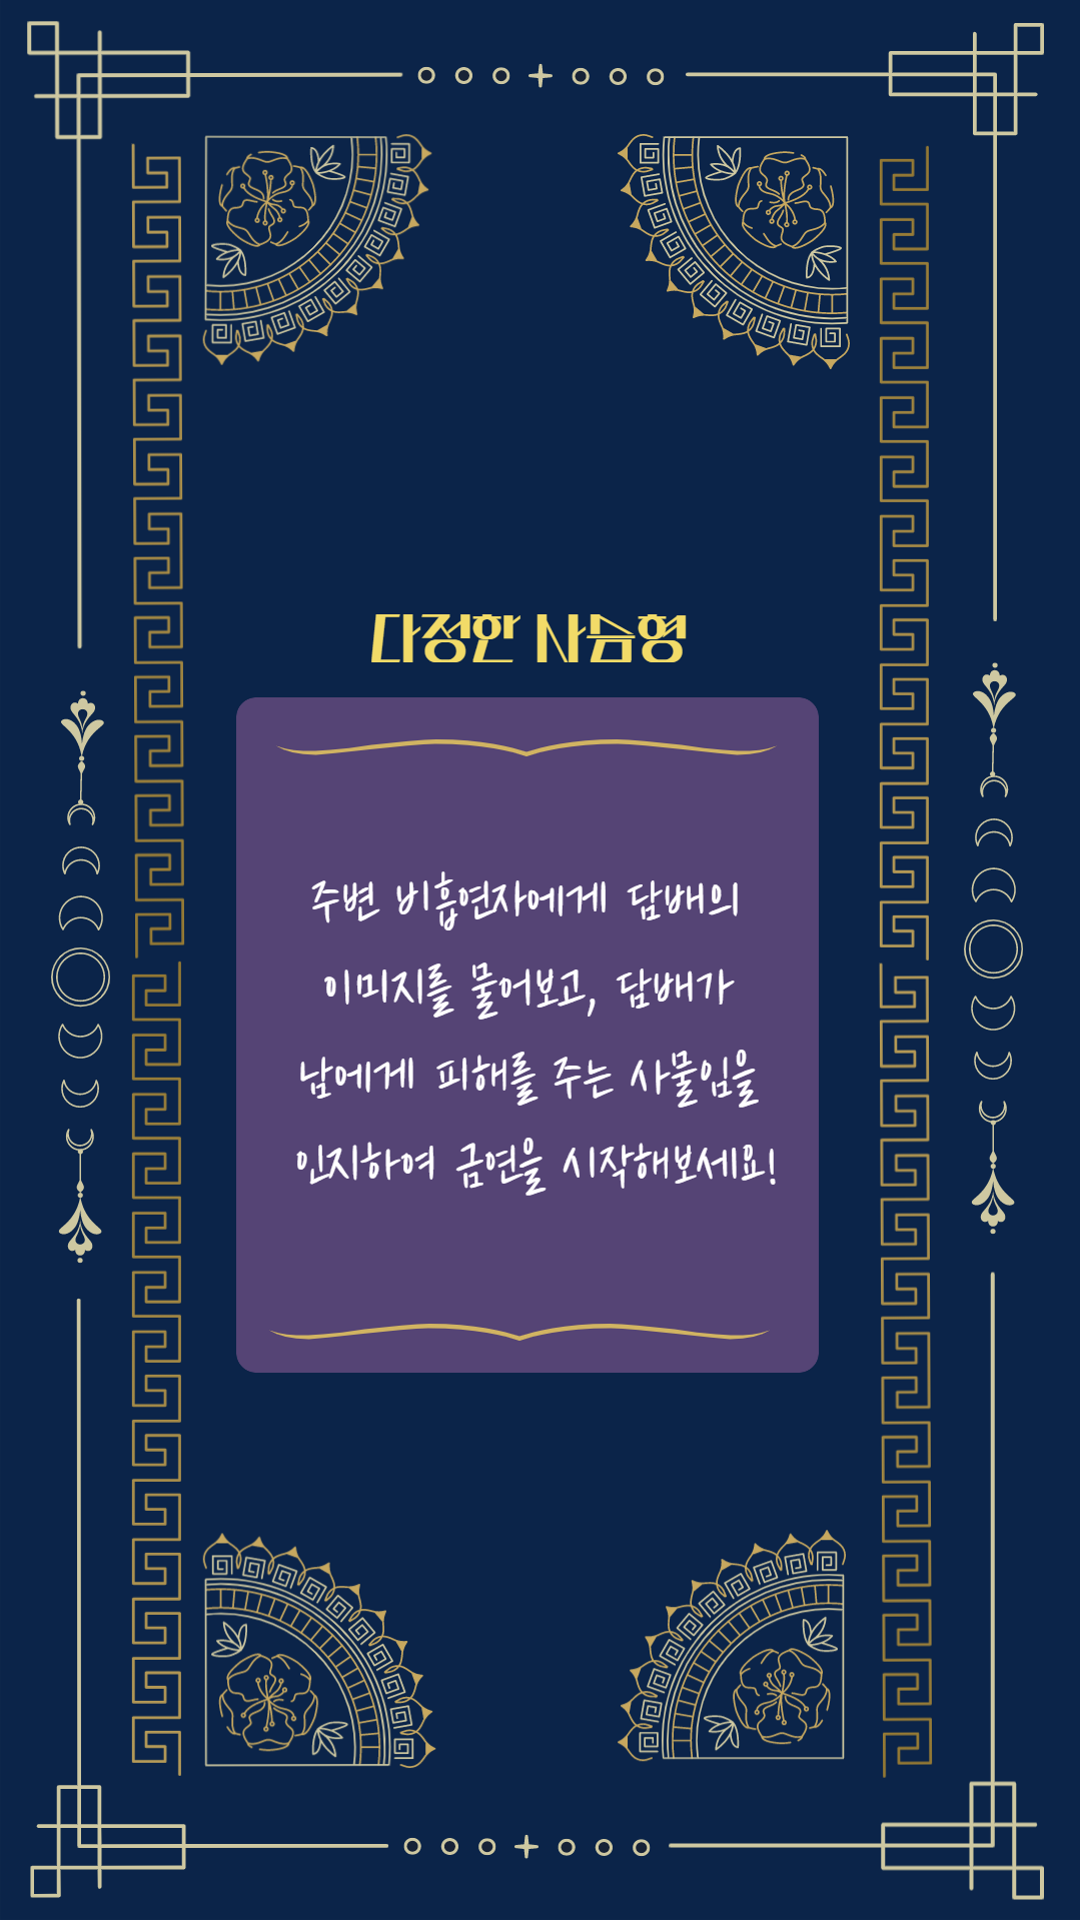 다정한 사슴형
주변 비흡연자에게 담배의
이미지를 물어보고, 담배가
남에게 피해를 주는 사물임을
인지하여 금연을 시작해보세요!